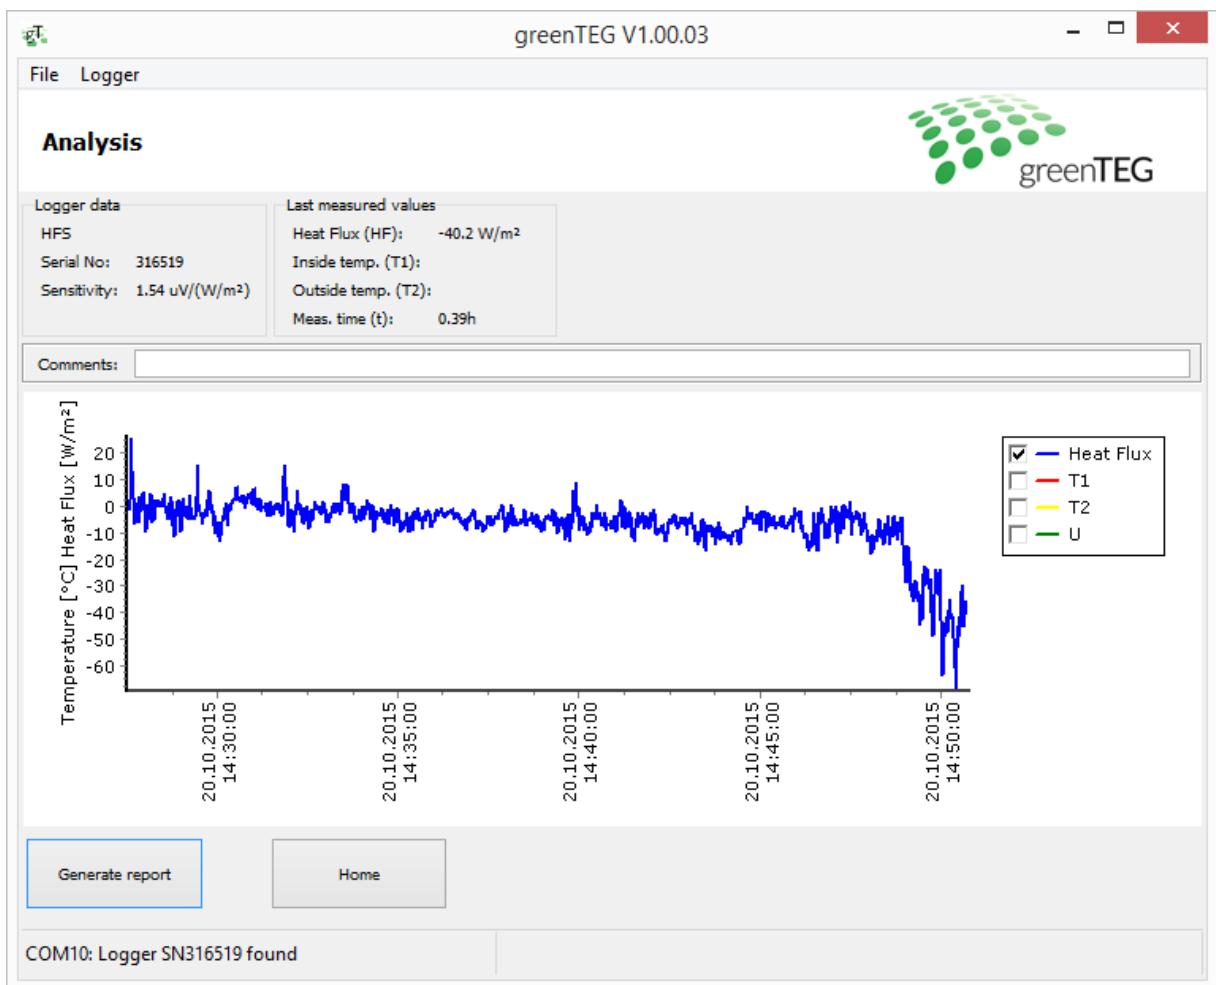 gT
greenTEG V1.00.03
File Logger
Analysis
greenTEG
Logger data
HFS
Serial No: 316519
Sensitivity: 1.54 uV/(W/m²)
Last measured values
Heat Flux (HF): -40.2 W/m²
Inside temp. (T1):
Outside temp. (T2):
Meas. time (t): 0.39h
Comments:
Temperature [°C] Heat Flux [W/m²]
20
10
0
-10
-20
-30
-40
-50
-60
20.10.2015
14:30:00
20.10.2015
14:35:00
20.10.2015
14:40:00
20.10.2015
14:45:00
20.10.2015
14:50:00
Heat Flux
T1
T2
U
Generate report
Home
COM10: Logger SN316519 found